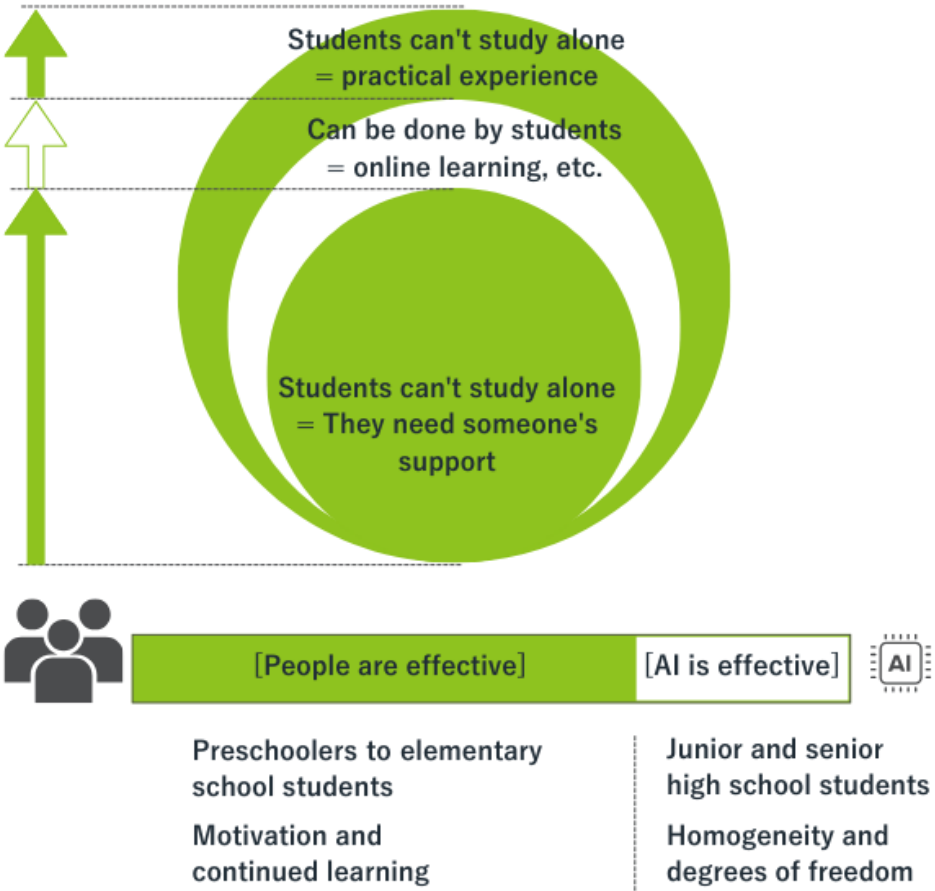 Students can't study alone
= practical experience
Can be done by students
= online learning, etc.
Students can't study alone
= They need someone's
support
[People are effective]
[AI is effective]
AI
Preschoolers to elementary
school students
Motivation and
continued learning
Junior and senior
high school students
Homogeneity and
degrees of freedom